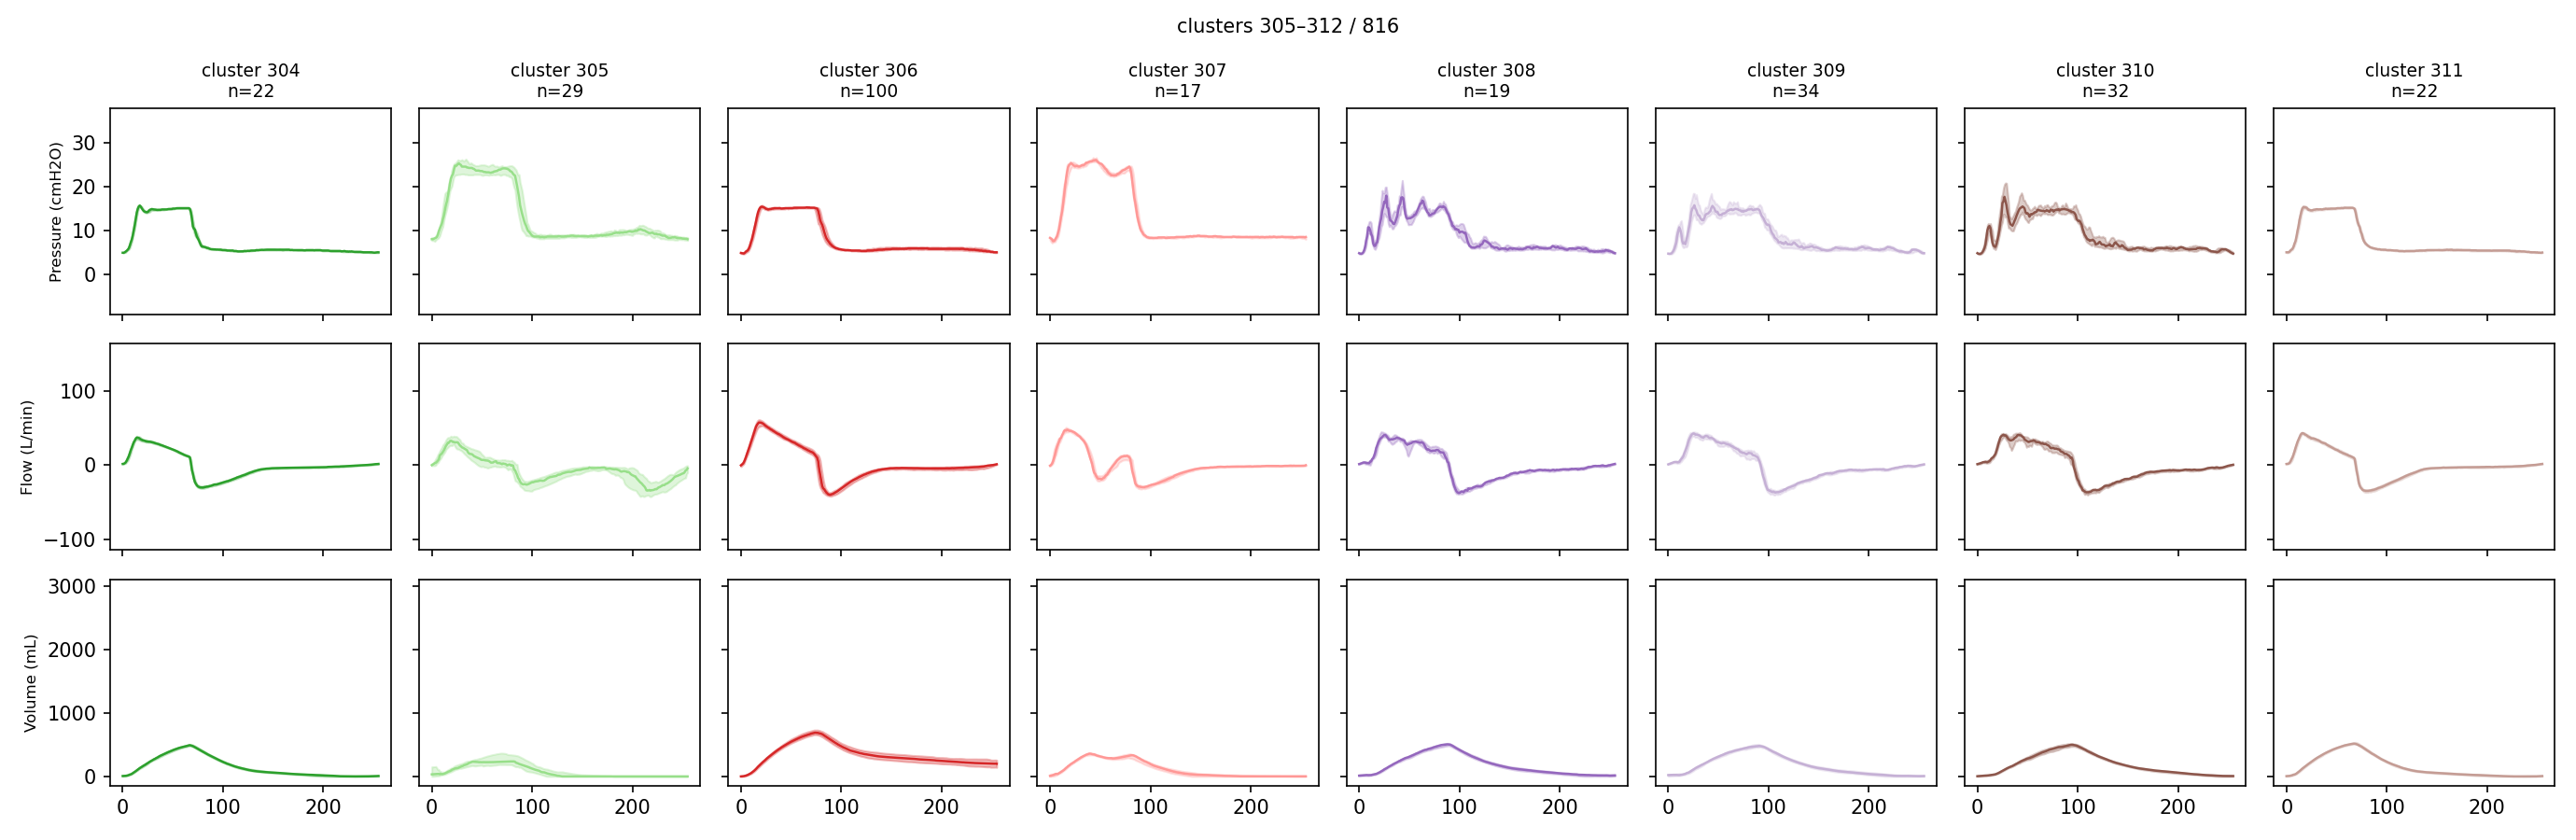 clusters 305–312 / 816
cluster 304
n=22
cluster 305
n=29
cluster 306
n=100
cluster 307
n=17
cluster 308
n=19
cluster 309
n=34
cluster 310
n=32
cluster 311
n=22
Pressure (cmH2O)
30
20
10
0
Flow (L/min)
100
0
−100
Volume (mL)
3000
2000
1000
0
0 100 200
0 100 200
0 100 200
0 100 200
0 100 200
0 100 200
0 100 200
0 100 200